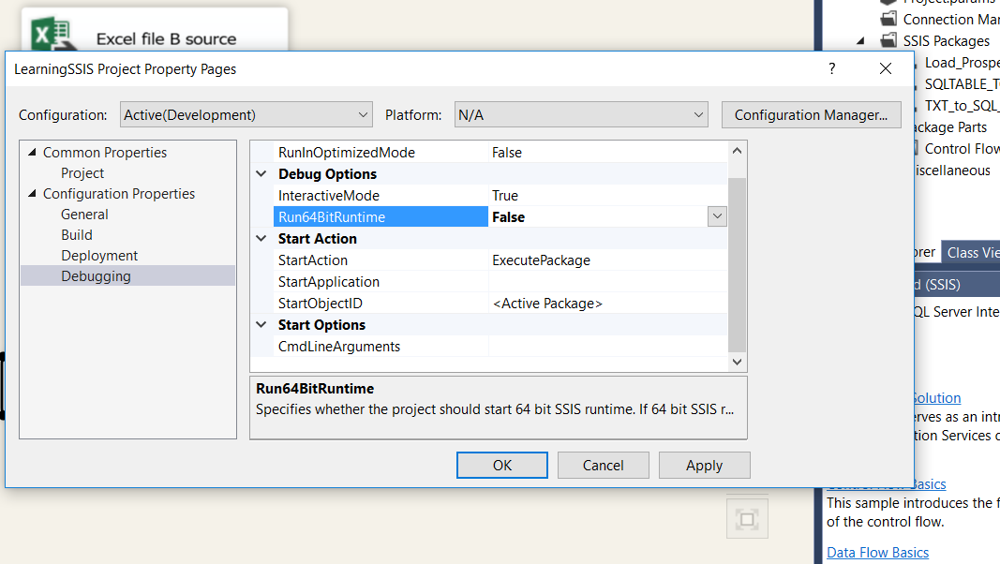 Excel file B source
LearningSSIS Project Property Pages
?
Configuration:
Active(Development)
Platform:
N/A
Configuration Manager...
Common Properties
Project
Configuration Properties
General
Build
Deployment
Debugging
RunInOptimizedMode False
Debug Options
InteractiveMode True
Run64BitRuntime False
Start Action
StartAction ExecutePackage
StartApplication
StartObjectID <Active Package>
Start Options
CmdLineArguments
Run64BitRuntime
Specifies whether the project should start 64 bit SSIS runtime. If 64 bit SSIS r...
OK
Cancel
Apply
Project.params
Connection Mar
SSIS Packages
Load_Prospe
SQLTABLE_T
TXT_to_SQL_
ackage Parts
Control Flow
iscellaneous
orer
Class Vie
d (SSIS)
QL Server Inte
Solution
erves as an intr
tion Services
Basics
This sample introduces the f
of the control flow.
Data Flow Basics